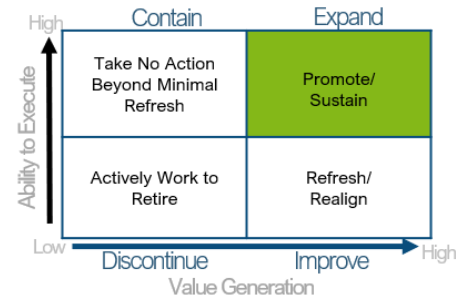 Contain
Expand
High
Take No Action
Beyond Minimal
Refresh
Promote/
Sustain
Ability to Execute
Actively Work to
Retire
Refresh/
Realign
Low
High
Discontinue
Improve
Value Generation